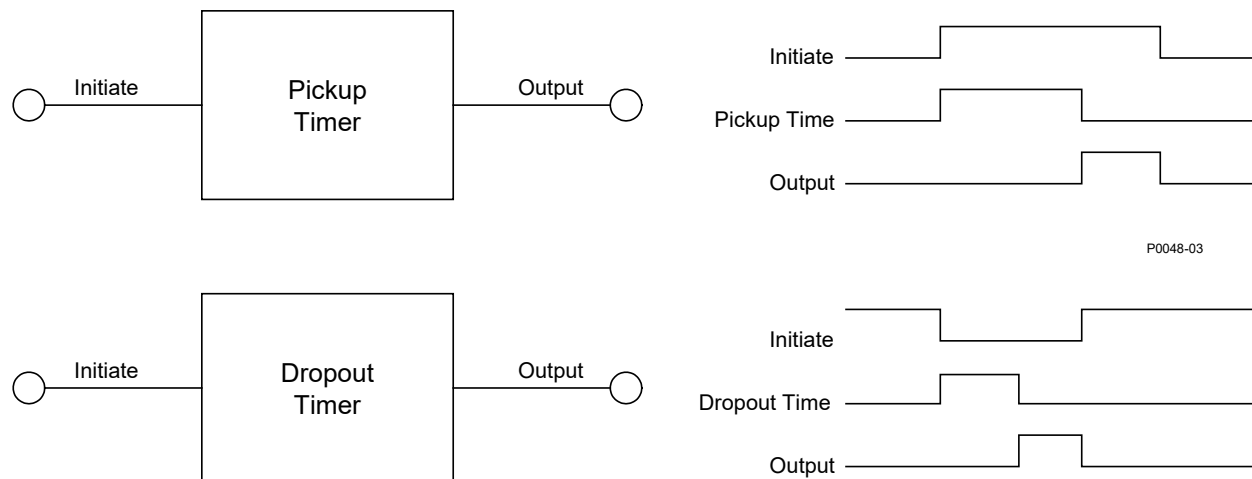 Initiate
Pickup
Timer
Output
Initiate
Pickup Time
Output
P0048-03
Initiate
Dropout
Timer
Output
Initiate
Dropout Time
Output